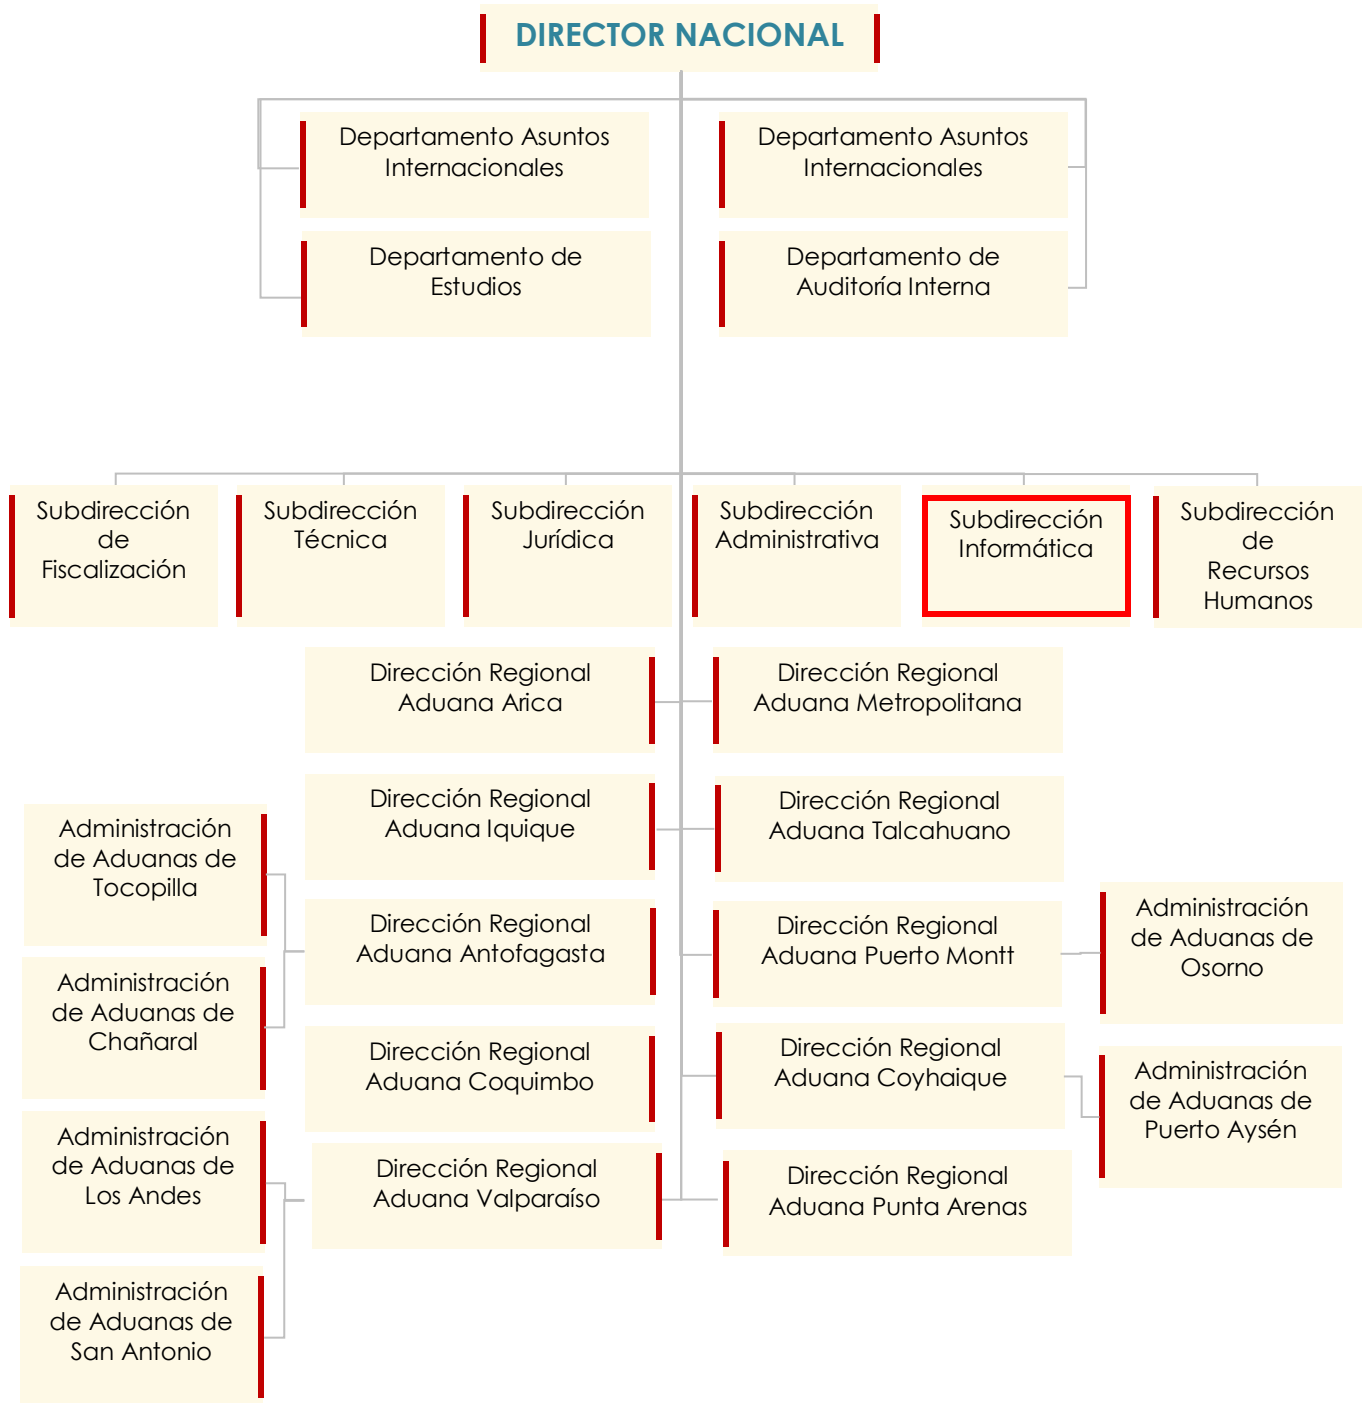 DIRECTOR NACIONAL
Departamento Asuntos
Internacionales
Departamento Asuntos
Internacionales
Departamento de
Estudios
Departamento de
Auditoría Interna
Subdirección
de
Fiscalización
Subdirección
Técnica
Subdirección
Jurídica
Subdirección
Administrativa
Subdirección
Informática
Subdirección
de
Recursos
Humanos
Dirección Regional
Aduana Arica
Dirección Regional
Aduana Metropolitana
Dirección Regional
Aduana Iquique
Dirección Regional
Aduana Talcahuano
Administración
de Aduanas de
Tocopilla
Dirección Regional
Aduana Antofagasta
Dirección Regional
Aduana Puerto Montt
Administración
de Aduanas de
Osorno
Administración
de Aduanas de
Chañaral
Dirección Regional
Aduana Coquimbo
Dirección Regional
Aduana Coyhaique
Administración
de Aduanas de
Puerto Aysén
Administración
de Aduanas de
Los Andes
Dirección Regional
Aduana Valparaíso
Dirección Regional
Aduana Punta Arenas
Administración
de Aduanas de
San Antonio